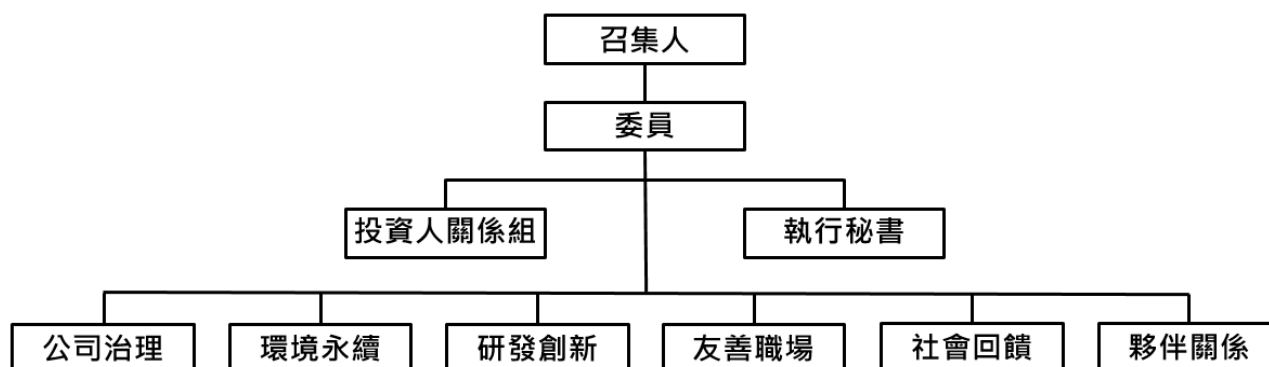 召集人
委員
投資人關係組
執行秘書
公司治理
環境永續
研發創新
友善職場
社會回饋
夥伴關係